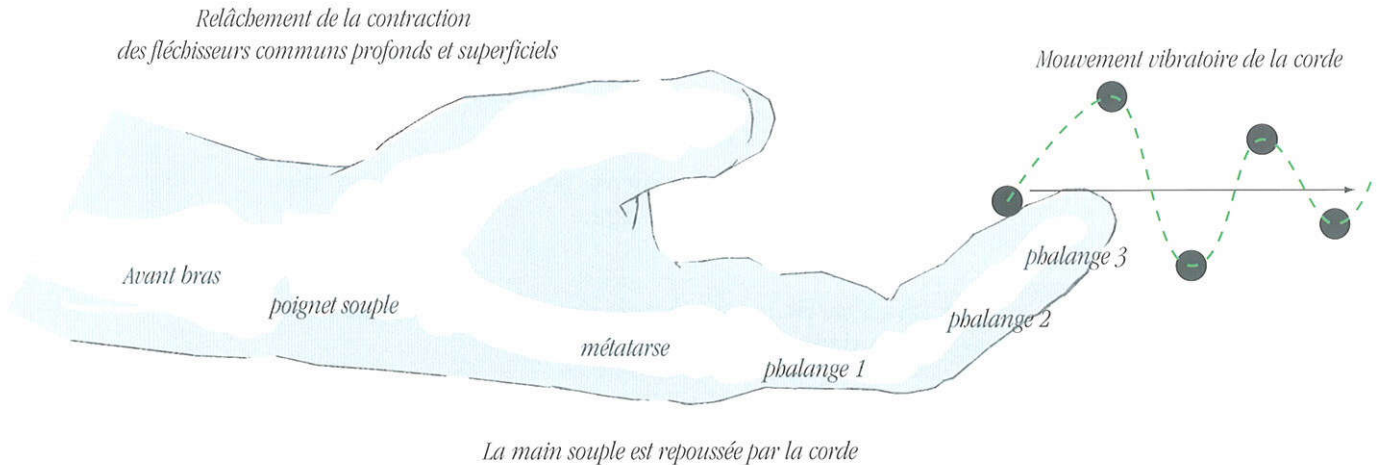 Relâchement de la contraction
des fléchisseurs communs profonds et superficiels
Mouvement vibratoire de la corde
Avant bras
poignet souple
métatarse
phalange 1
phalange 2
phalange 3
La main souple est repoussée par la corde